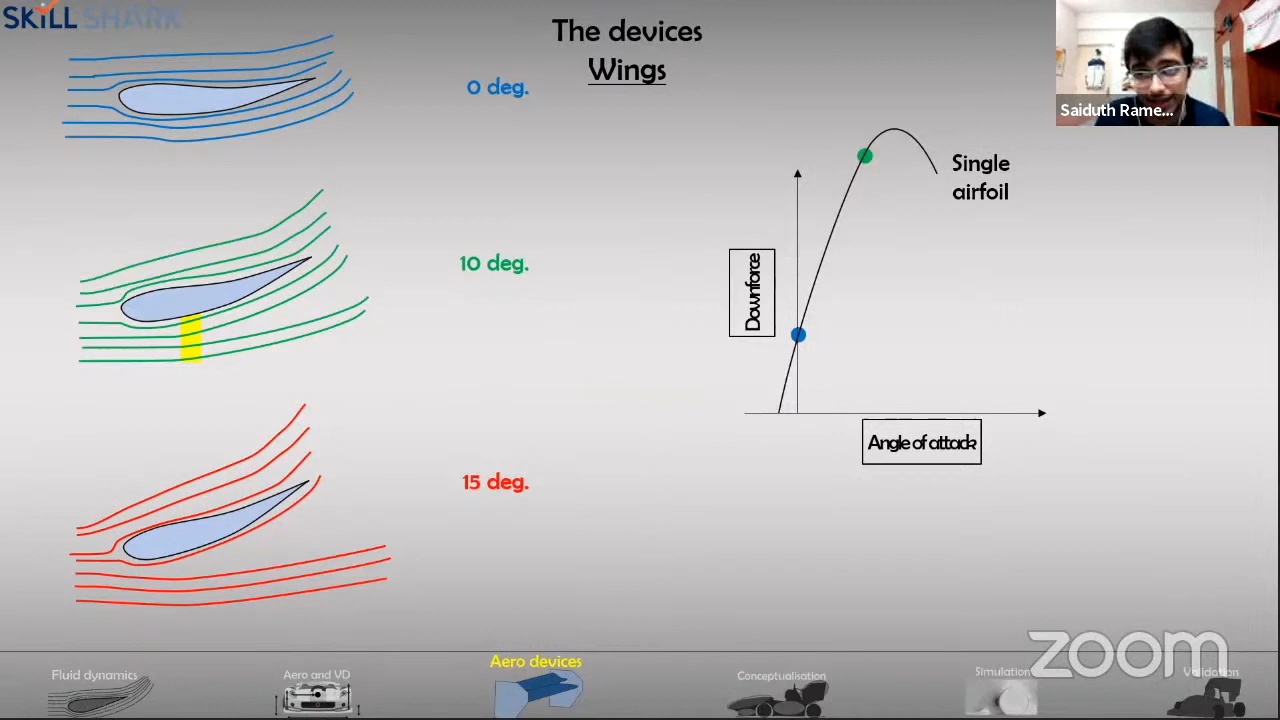 SKILL SHARK
The devices
Wings
Saiduth Rame...
0 deg.
Single
airfoil
10 deg.
Downforce
Angle of attack
15 deg.
zoom
Aero devices
Fluid dynamics
Aero and VD
Conceptualisation
Simulation
Validation